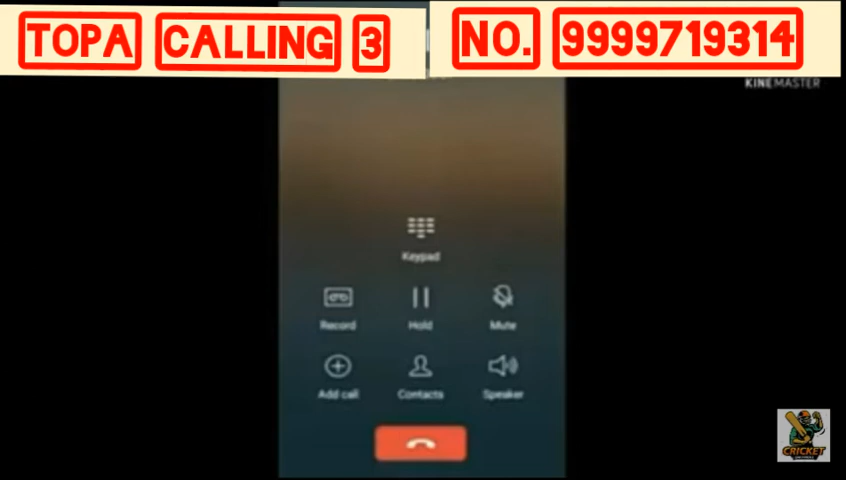 TOPA CALLING 3 NO. 9999719314
KINEMASTER
Keypad
Record Hold Mute
Add call Contacts Speaker
CRICKET